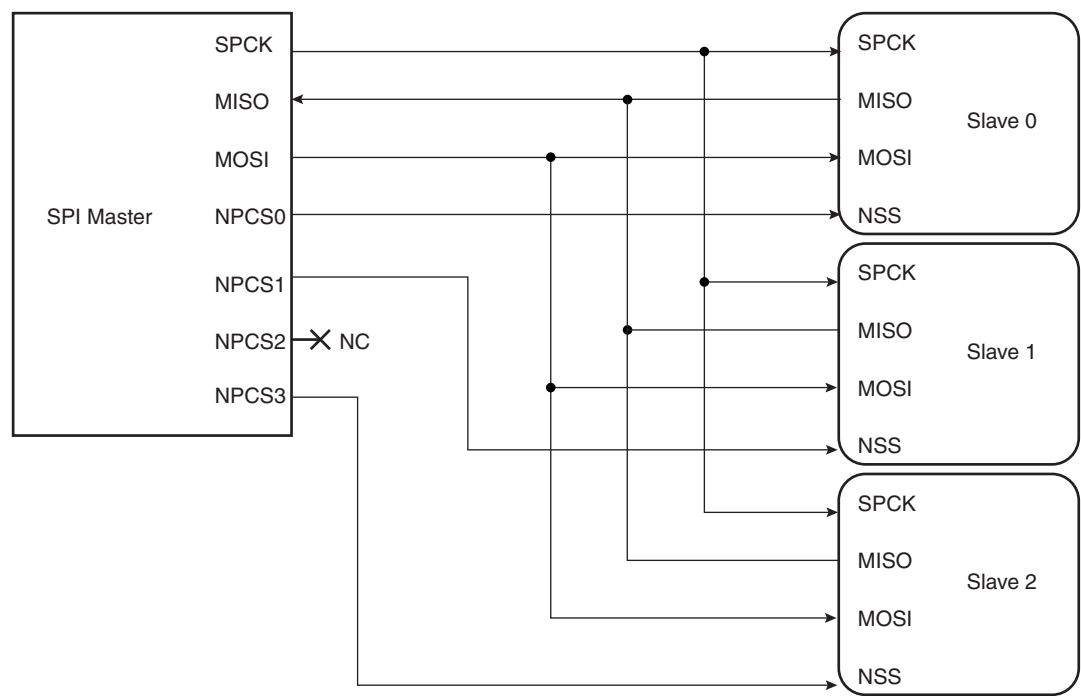 SPI Master
SPCK
MISO
MOSI
NPCS0
NPCS1
NPCS2
NC
NPCS3
SPCK
MISO
Slave 0
MOSI
NSS
SPCK
MISO
Slave 1
MOSI
NSS
SPCK
MISO
Slave 2
MOSI
NSS